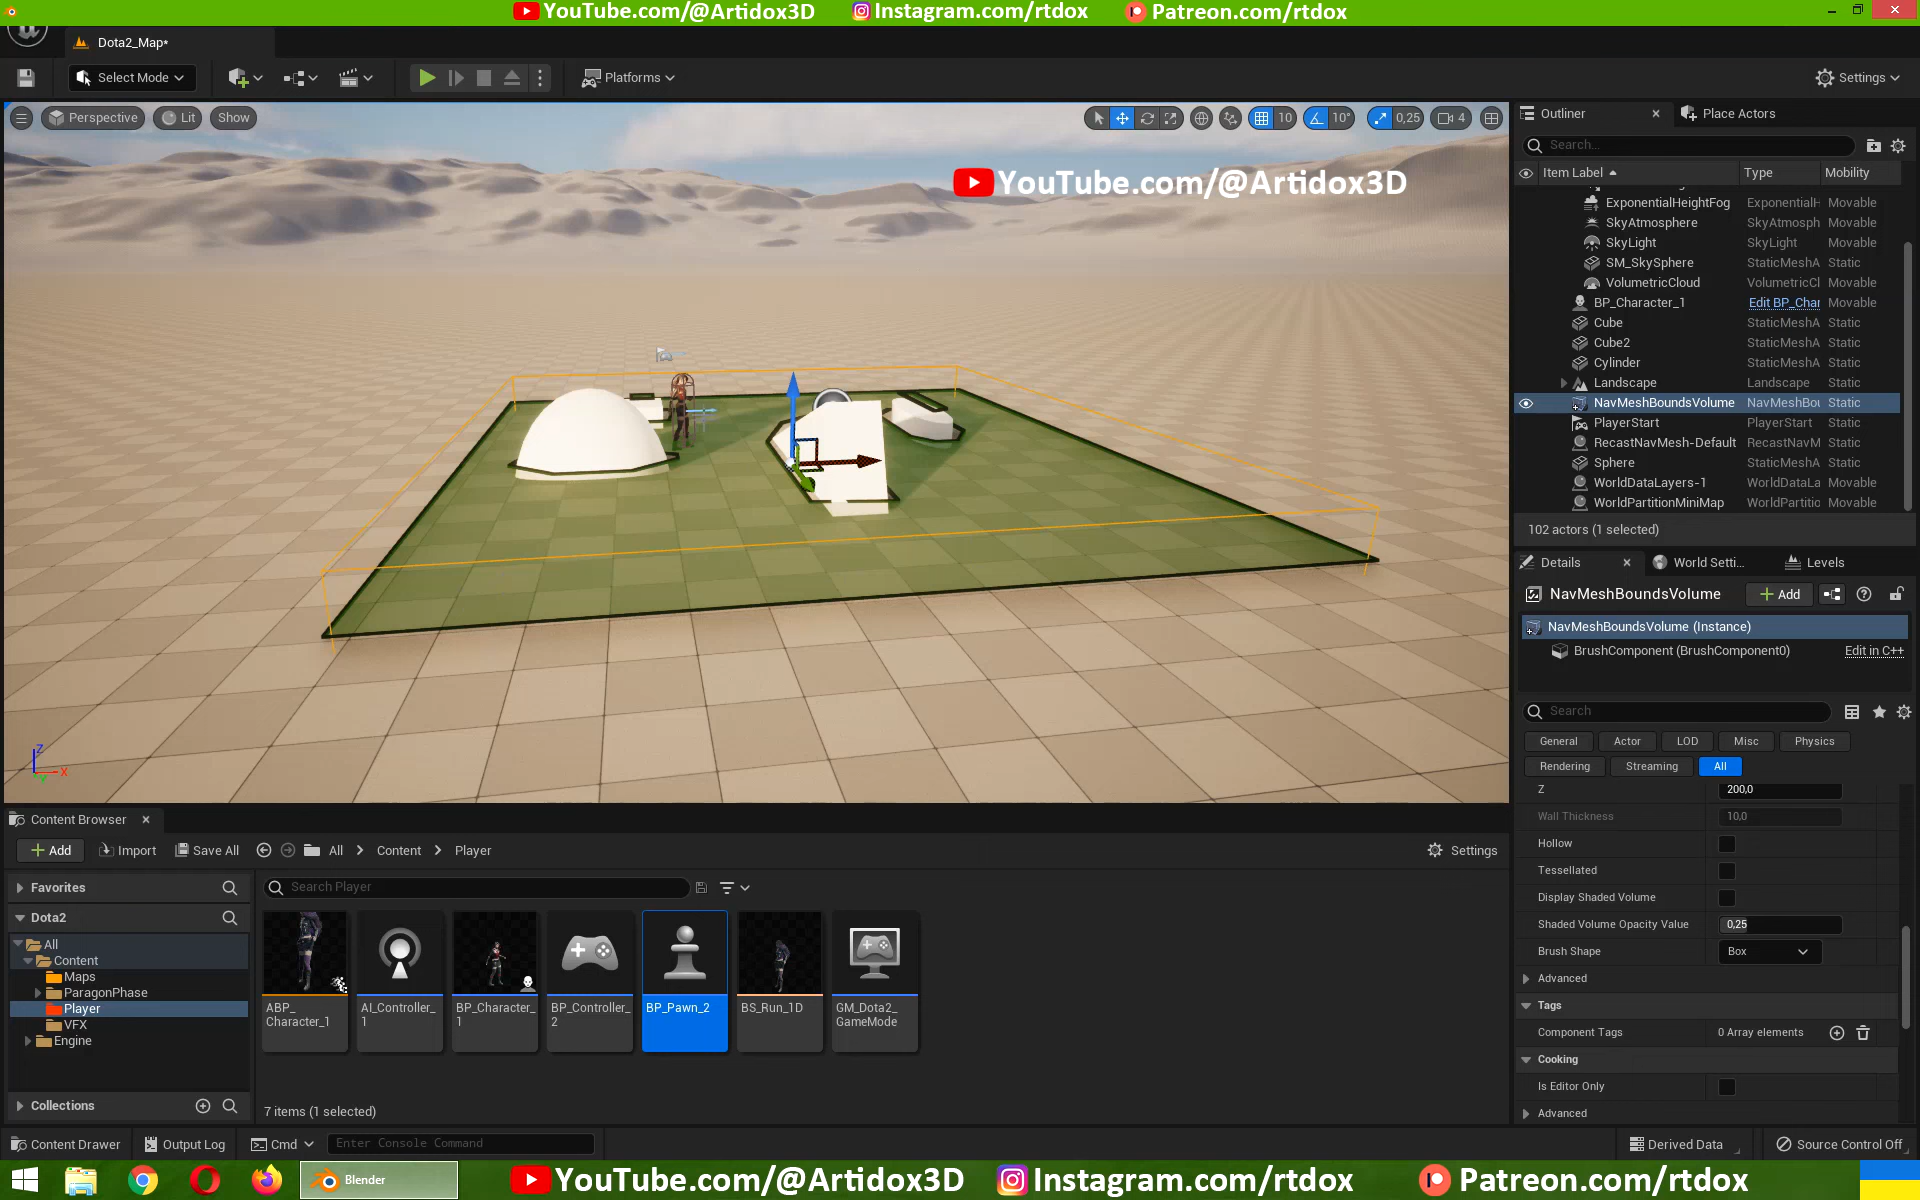 YouTube.com/@Artidox3D Instagram.com/rtdox Patreon.com/rtdox
Dota2_Map*
Select Mode Platforms Settings
Perspective Lit Show 10 10° 0,25 4
YouTube.com/@Artidox3D
Outliner Place Actors
Search...
Item Label Type Mobility
ExponentialHeightFog ExponentialH Movable
SkyAtmosphere SkyAtmosph Movable
SkyLight SkyLight Movable
SM_SkySphere StaticMeshA Static
VolumetricCloud VolumetricCl Movable
BP_Character_1 Edit BP_Char Movable
Cube StaticMeshA Static
Cube2 StaticMeshA Static
Cylinder StaticMeshA Static
Landscape Landscape Static
NavMeshBoundsVolume NavMeshBou Static
PlayerStart PlayerStart Static
RecastNavMesh-Default RecastNavM Static
Sphere StaticMeshA Static
WorldDataLayers-1 WorldDataLa Movable
WorldPartitionMiniMap WorldPartitio Movable
102 actors (1 selected)
Details World Setti... Levels
NavMeshBoundsVolume Add
NavMeshBoundsVolume (Instance)
BrushComponent (BrushComponent0) Edit in C++
Search
General Actor LOD Misc Physics
Rendering Streaming All
Z 200,0
Wall Thickness 10,0
Hollow
Tessellated
Display Shaded Volume
Shaded Volume Opacity Value 0,25
Brush Shape Box
Advanced
Tags
Component Tags 0 Array elements
Cooking
Is Editor Only
Advanced
Z
X
Y
Content Browser
Add Import Save All All Content Player Settings
Favorites
Dota2
All
Content
Maps
ParagonPhase
Player
VFX
Engine
Collections
Search Player
ABP_
Character_1
AI_Controller_
1
BP_Character_
1
BP_Controller_
2
BP_Pawn_2
BS_Run_1D
GM_Dota2_
GameMode
7 items (1 selected)
Content Drawer Output Log Cmd Enter Console Command Derived Data Source Control Off
Blender YouTube.com/@Artidox3D Instagram.com/rtdox Patreon.com/rtdox